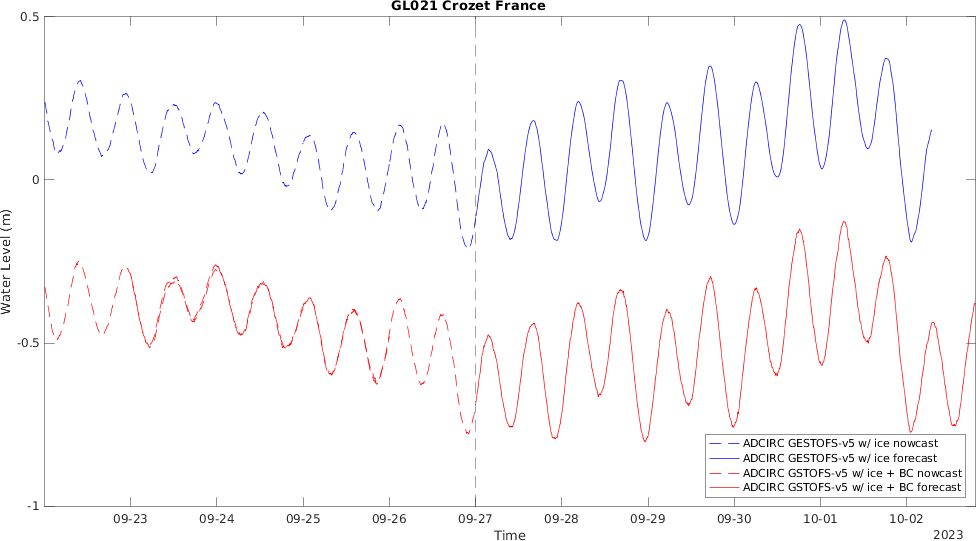 GL021 Crozet France
0.5
0
-0.5
-1
Water Level (m)
09-23 09-24 09-25 09-26 09-27 09-28 09-29 09-30 10-01 10-02
Time
2023
ADCIRC GESTOFS-v5 w/ ice nowcast
ADCIRC GESTOFS-v5 w/ ice forecast
ADCIRC GSTOFS-v5 w/ ice + BC nowcast
ADCIRC GSTOFS-v5 w/ ice + BC forecast